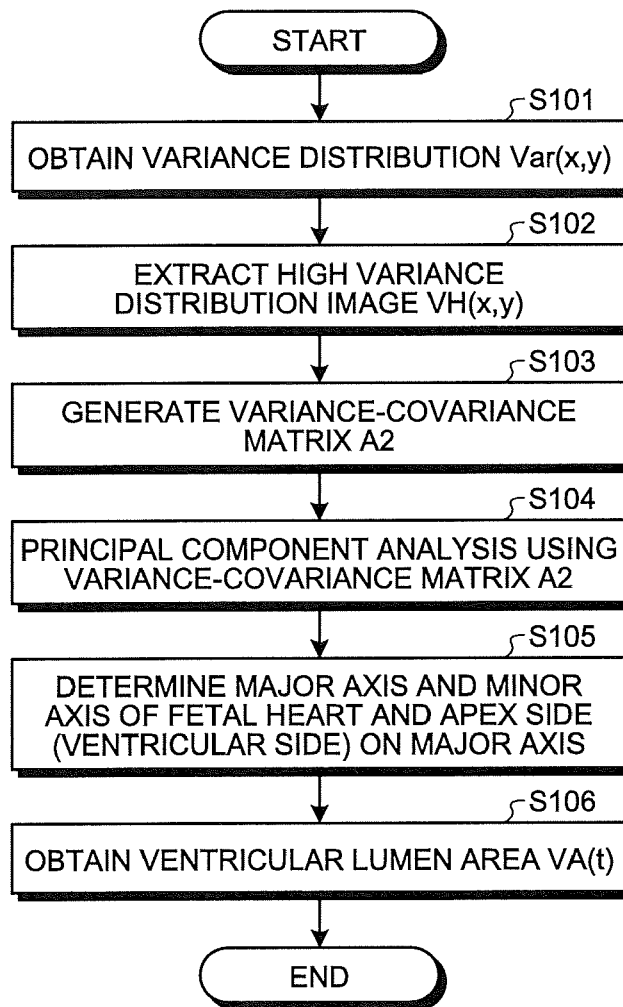 START
S101
OBTAIN VARIANCE DISTRIBUTION Var(x,y)
S102
EXTRACT HIGH VARIANCE
DISTRIBUTION IMAGE VH(x,y)
S103
GENERATE VARIANCE-COVARIANCE
MATRIX A2
S104
PRINCIPAL COMPONENT ANALYSIS USING
VARIANCE-COVARIANCE MATRIX A2
S105
DETERMINE MAJOR AXIS AND MINOR
AXIS OF FETAL HEART AND APEX SIDE
(VENTRICULAR SIDE) ON MAJOR AXIS
S106
OBTAIN VENTRICULAR LUMEN AREA VA(t)
END